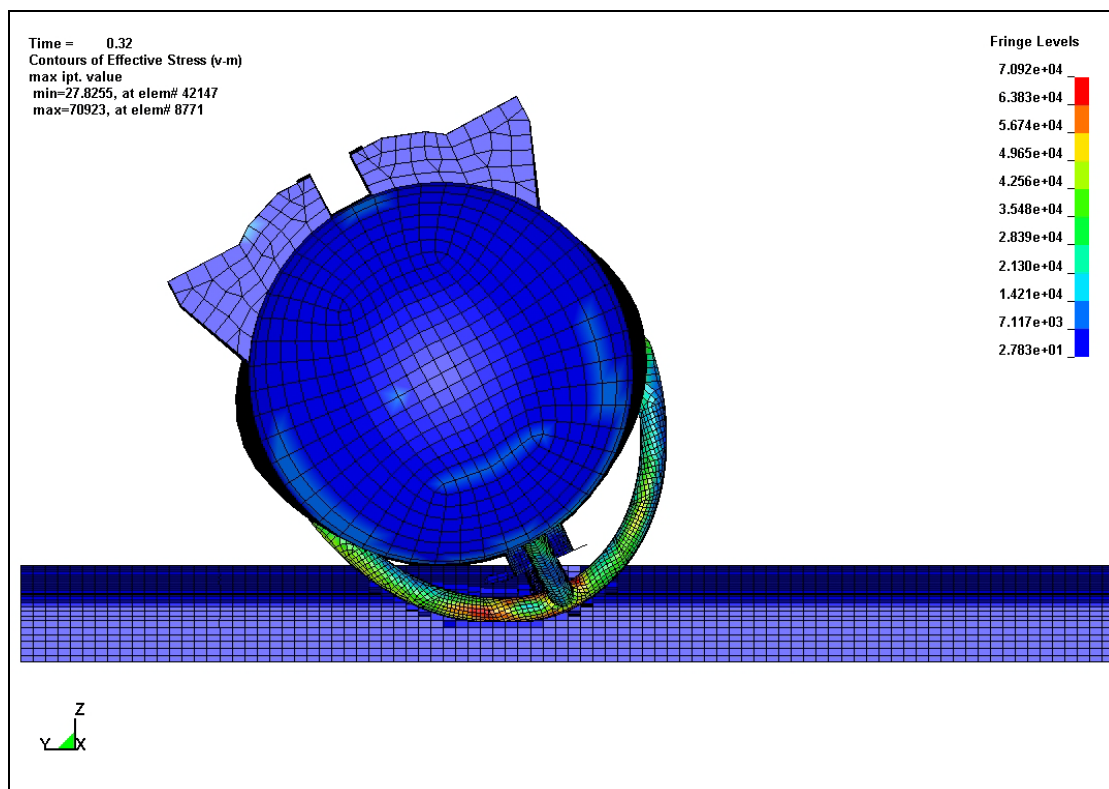 Time = 0.32
Contours of Effective Stress (v-m)
max ipt. value
min=27.8255, at elem# 42147
max=70923, at elem# 8771
Fringe Levels
7.092e+04
6.383e+04
5.674e+04
4.965e+04
4.256e+04
3.548e+04
2.839e+04
2.130e+04
1.421e+04
7.117e+03
2.783e+01
Z
Y X